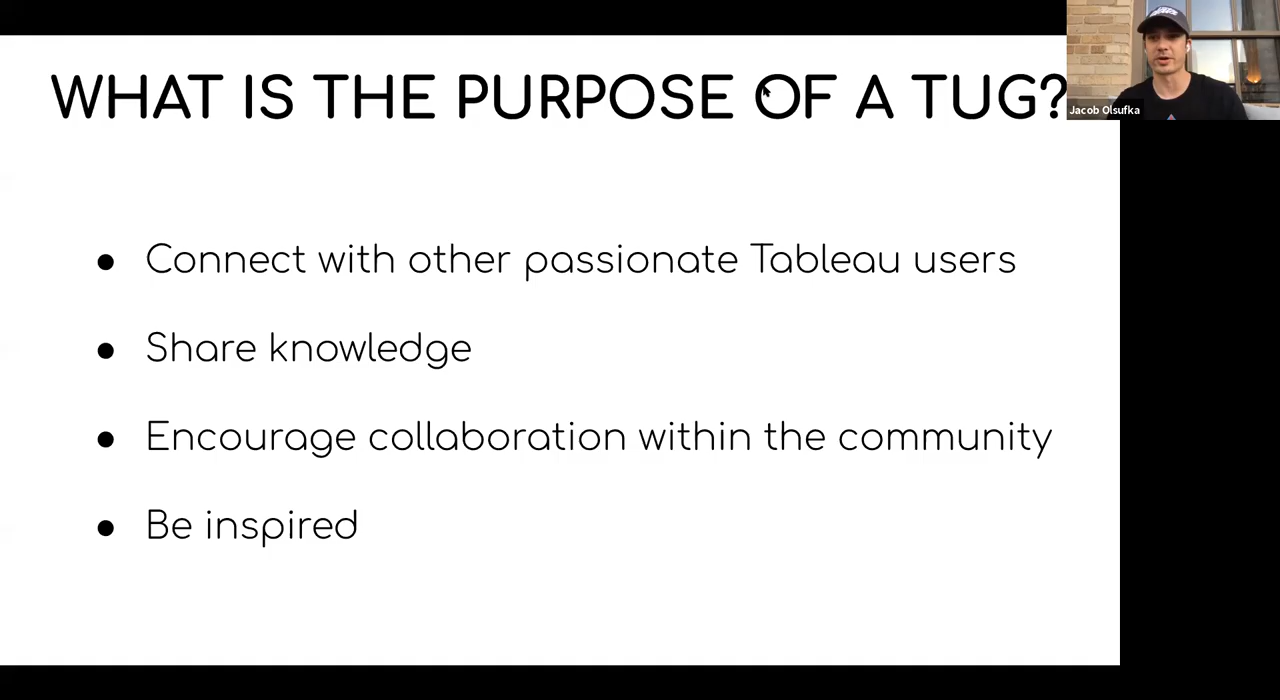 WHAT IS THE PURPOSE OF A TUG?
Jacob Olsufka
● Connect with other passionate Tableau users
● Share knowledge
● Encourage collaboration within the community
● Be inspired